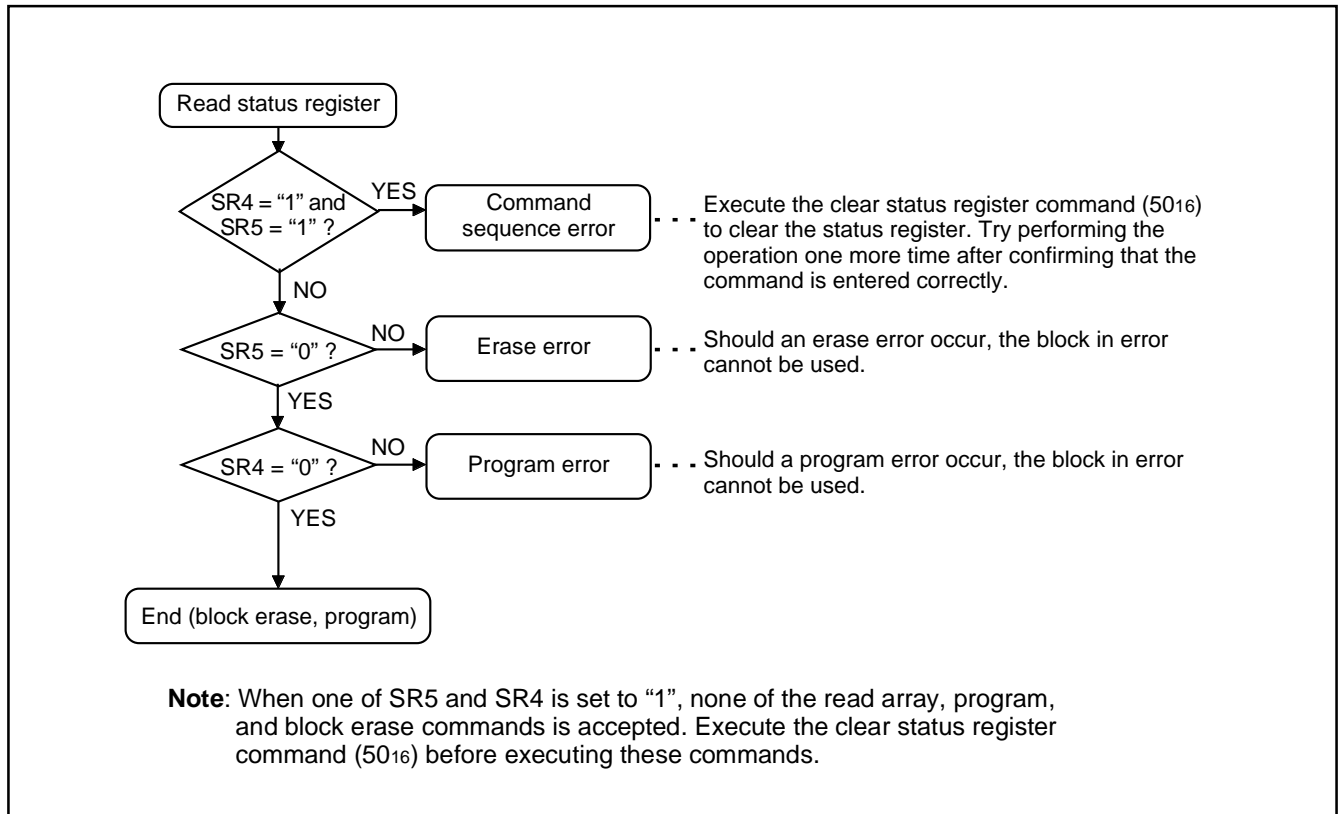 Read status register
SR4 = “1” and
SR5 = “1” ?
YES
Command
sequence error
Execute the clear status register command (5016)
to clear the status register. Try performing the
operation one more time after confirming that the
command is entered correctly.
NO
SR5 = “0” ?
NO
Erase error
Should an erase error occur, the block in error
cannot be used.
YES
SR4 = “0” ?
NO
Program error
Should a program error occur, the block in error
cannot be used.
YES
End (block erase, program)
Note: When one of SR5 and SR4 is set to “1”, none of the read array, program,
and block erase commands is accepted. Execute the clear status register
command (5016) before executing these commands.